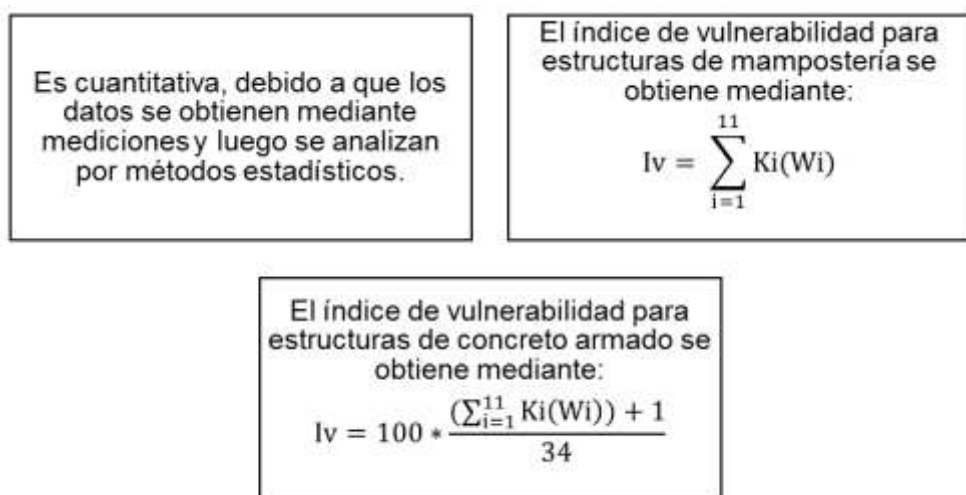 Es cuantitativa, debido a que los
datos se obtienen mediante
mediciones y luego se analizan
por métodos estadísticos.
El índice de vulnerabilidad para
estructuras de mampostería se
obtiene mediante:
Iv = ∑_{i=1}^{11} Ki(Wi)
El índice de vulnerabilidad para
estructuras de concreto armado se
obtiene mediante:
Iv = 100 * ((∑_{i=1}^{11} Ki(Wi)) + 1) / 34